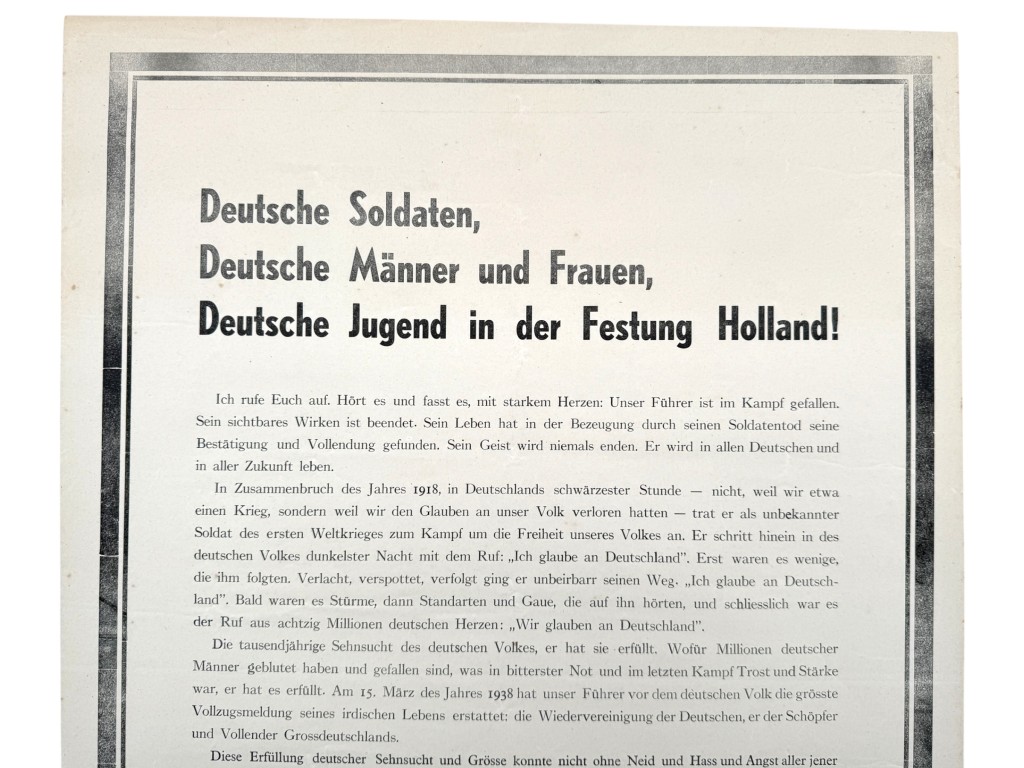 Deutsche Soldaten,
Deutsche Männer und Frauen,
Deutsche Jugend in der Festung Holland!
Ich rufe Euch auf. Hört es und fasst es, mit starkem Herzen: Unser Führer ist im Kampf gefallen.
Sein sichtbares Wirken ist beendet. Sein Leben hat in der Bezeugung durch seinen Soldatentod seine
Bestätigung und Vollendung gefunden. Sein Geist wird niemals enden. Er wird in allen Deutschen und
in aller Zukunft leben.
In Zusammenbruch des Jahres 1918, in Deutschlands schwärzester Stunde — nicht, weil wir etwa
einen Krieg, sondern weil wir den Glauben an unser Volk verloren hatten — trat er als unbekannter
Soldat des ersten Weltkrieges zum Kampf um die Freiheit unseres Volkes an. Er schritt hinein in des
deutschen Volkes dunkelster Nacht mit dem Ruf: „Ich glaube an Deutschland”. Erst waren es wenige,
die ihm folgten. Verlacht, verspottet, verfolgt ging er unbeirbarr seinen Weg. „Ich glaube an Deutsch-
land”. Bald waren es Stürme, dann Standarten und Gaue, die auf ihn hörten, und schliesslich war es
der Ruf aus achtzig Millionen deutschen Herzen: „Wir glauben an Deutschland”.
Die tausendjährige Sehnsucht des deutschen Volkes, er hat sie erfüllt. Wofür Millionen deutscher
Männer geblutet haben und gefallen sind, was in bitterster Not und im letzten Kampf Trost und Stärke
war, er hat es erfüllt. Am 15. März des Jahres 1938 hat unser Führer vor dem deutschen Volk die grösste
Vollzugsmeldung seines irdischen Lebens erstattet: die Wiedervereinigung der Deutschen, er der Schöpfer
und Vollender Grossdeutschlands.
Diese Erfüllung deutscher Sehnsucht und Grösse konnte nicht ohne Neid und Hass und Angst aller jener